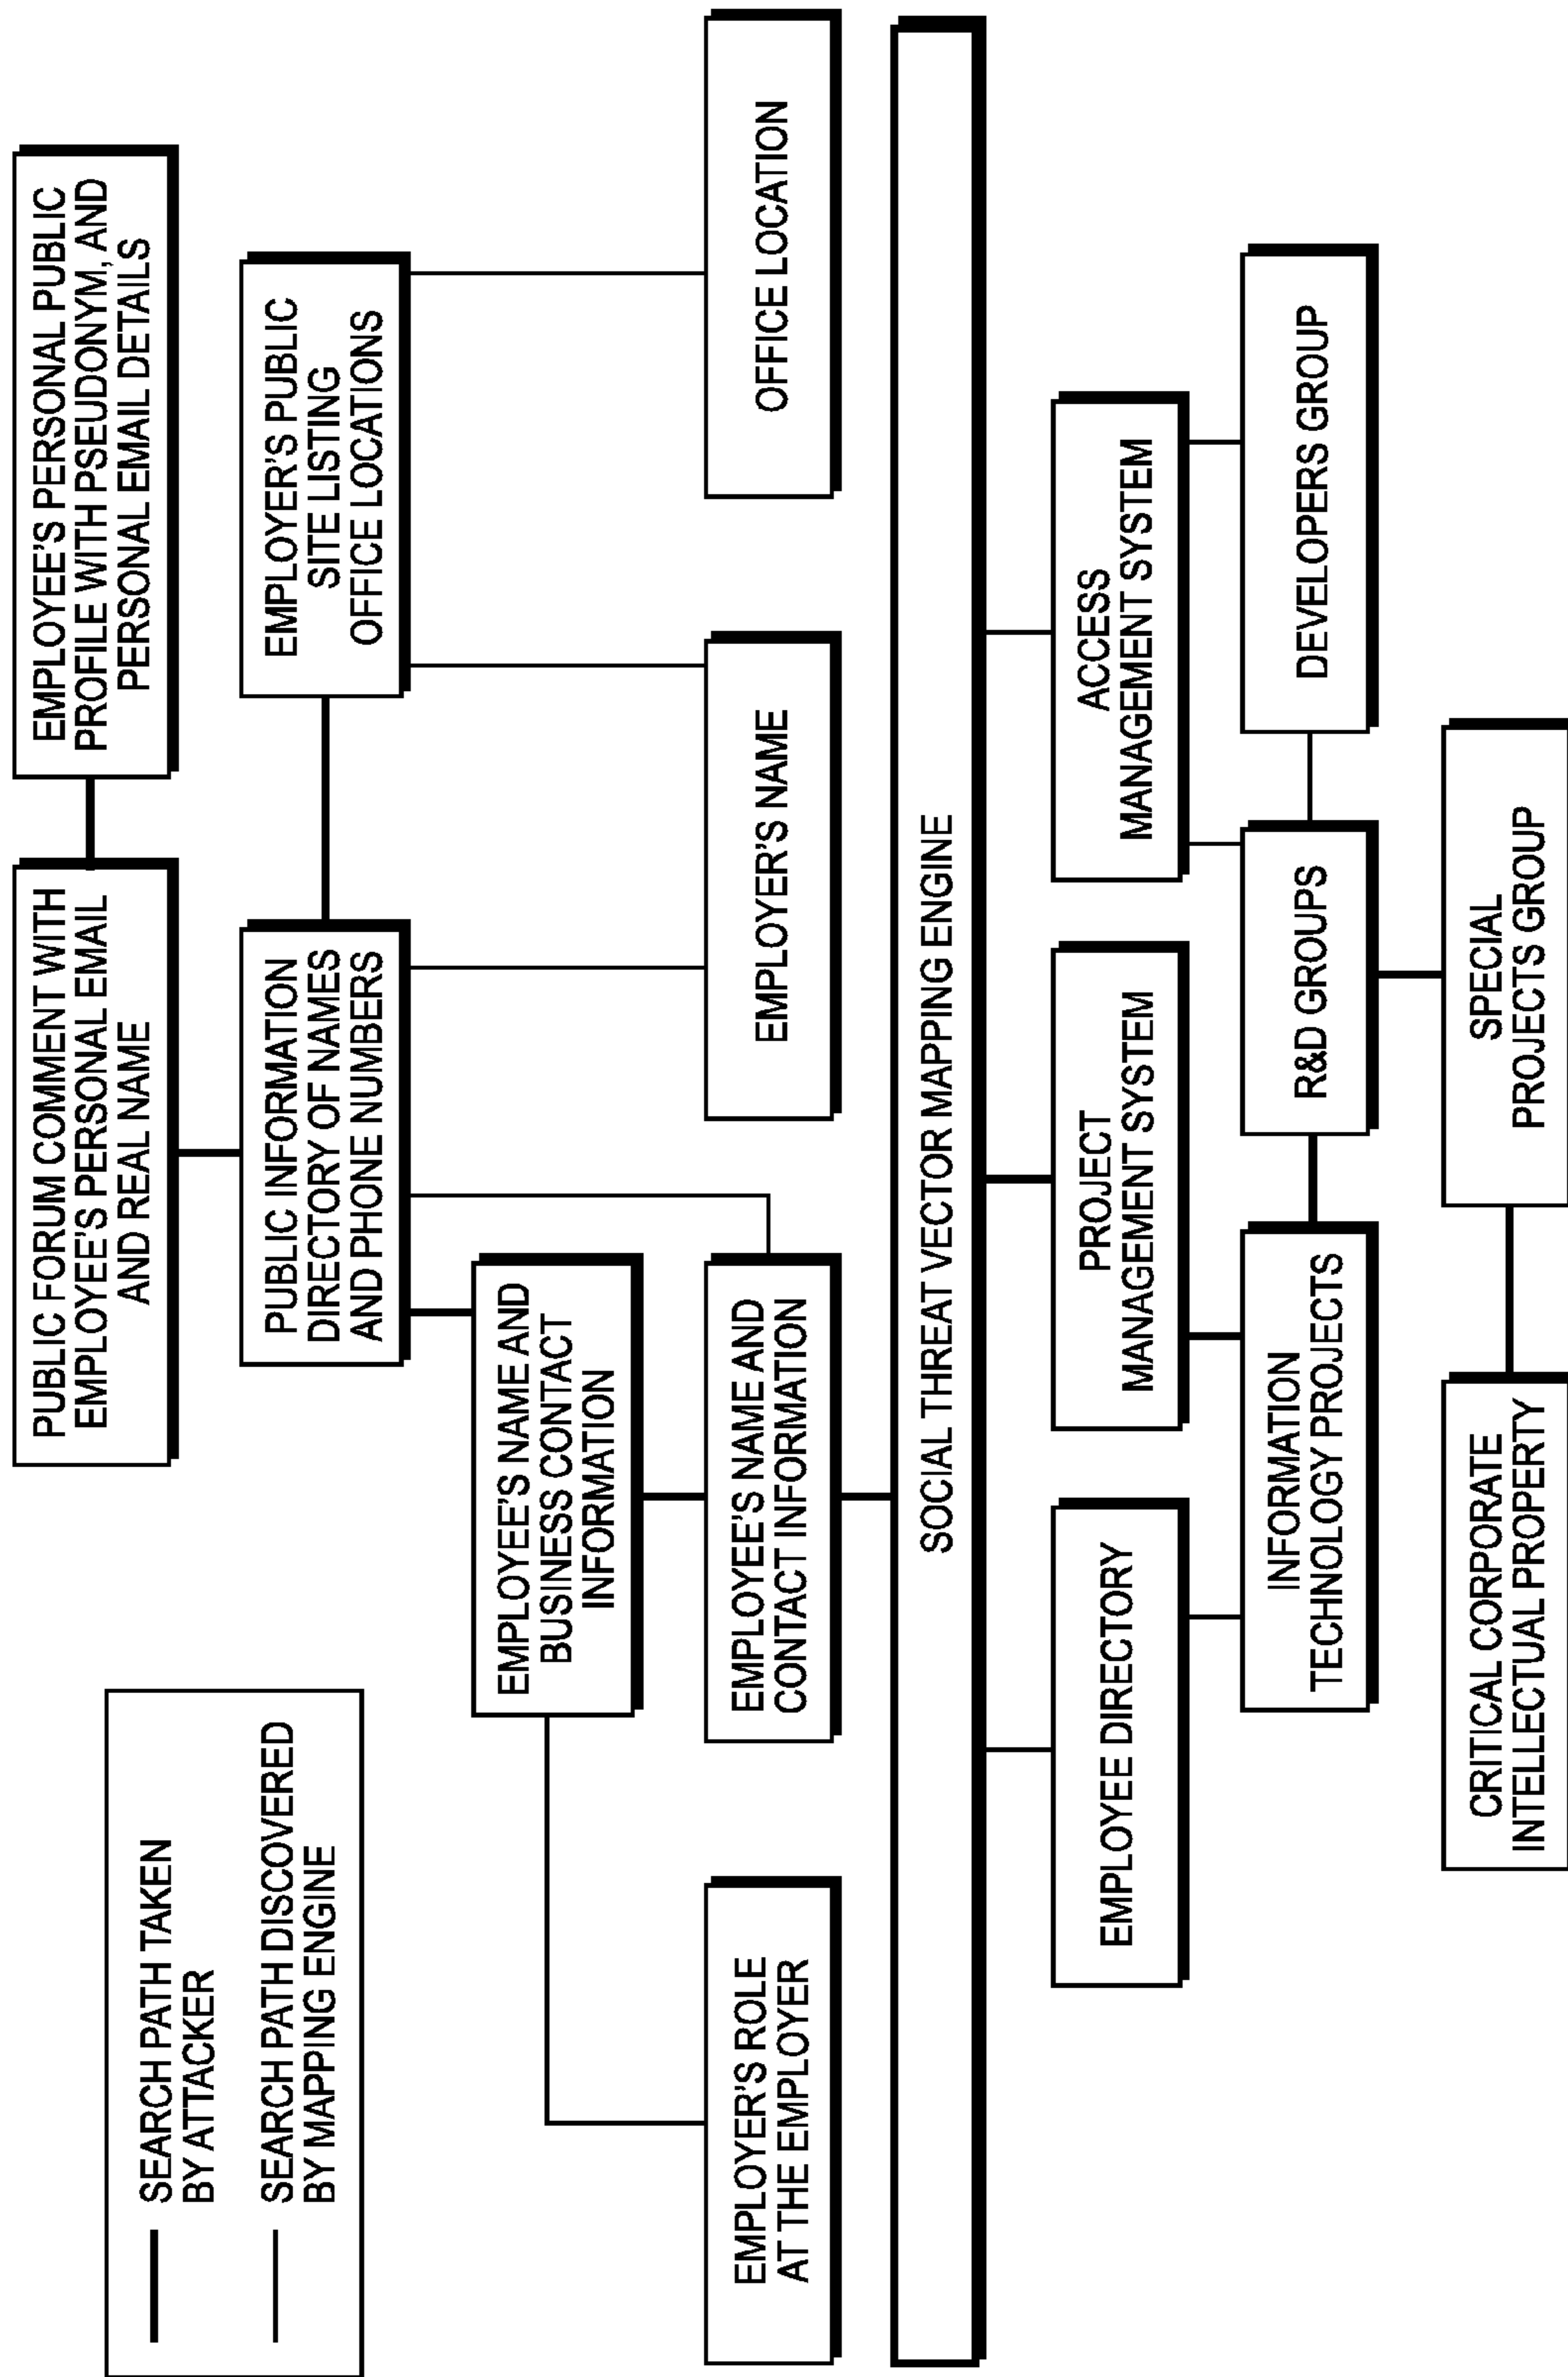 SEARCH PATH TAKEN
BY ATTACKER
SEARCH PATH DISCOVERED
BY MAPPING ENGINE
PUBLIC FORUM COMMENT WITH
EMPLOYEE'S PERSONAL EMAIL
AND REAL NAME
EMPLOYEE'S PERSONAL PUBLIC
PROFILE WITH PSEUDONYM, AND
PERSONAL EMAIL DETAILS
PUBLIC INFORMATION
DIRECTORY OF NAMES
AND PHONE NUMBERS
EMPLOYER'S PUBLIC
SITE LISTING
OFFICE LOCATIONS
EMPLOYEE'S NAME AND
BUSINESS CONTACT
INFORMATION
EMPLOYER'S ROLE
AT THE EMPLOYER
EMPLOYEE'S NAME AND
CONTACT INFORMATION
EMPLOYER'S NAME
OFFICE LOCATION
SOCIAL THREAT VECTOR MAPPING ENGINE
EMPLOYEE DIRECTORY
PROJECT
MANAGEMENT SYSTEM
ACCESS
MANAGEMENT SYSTEM
INFORMATION
TECHNOLOGY PROJECTS
R&D GROUPS
DEVELOPERS GROUP
CRITICAL CORPORATE
INTELLECTUAL PROPERTY
SPECIAL
PROJECTS GROUP